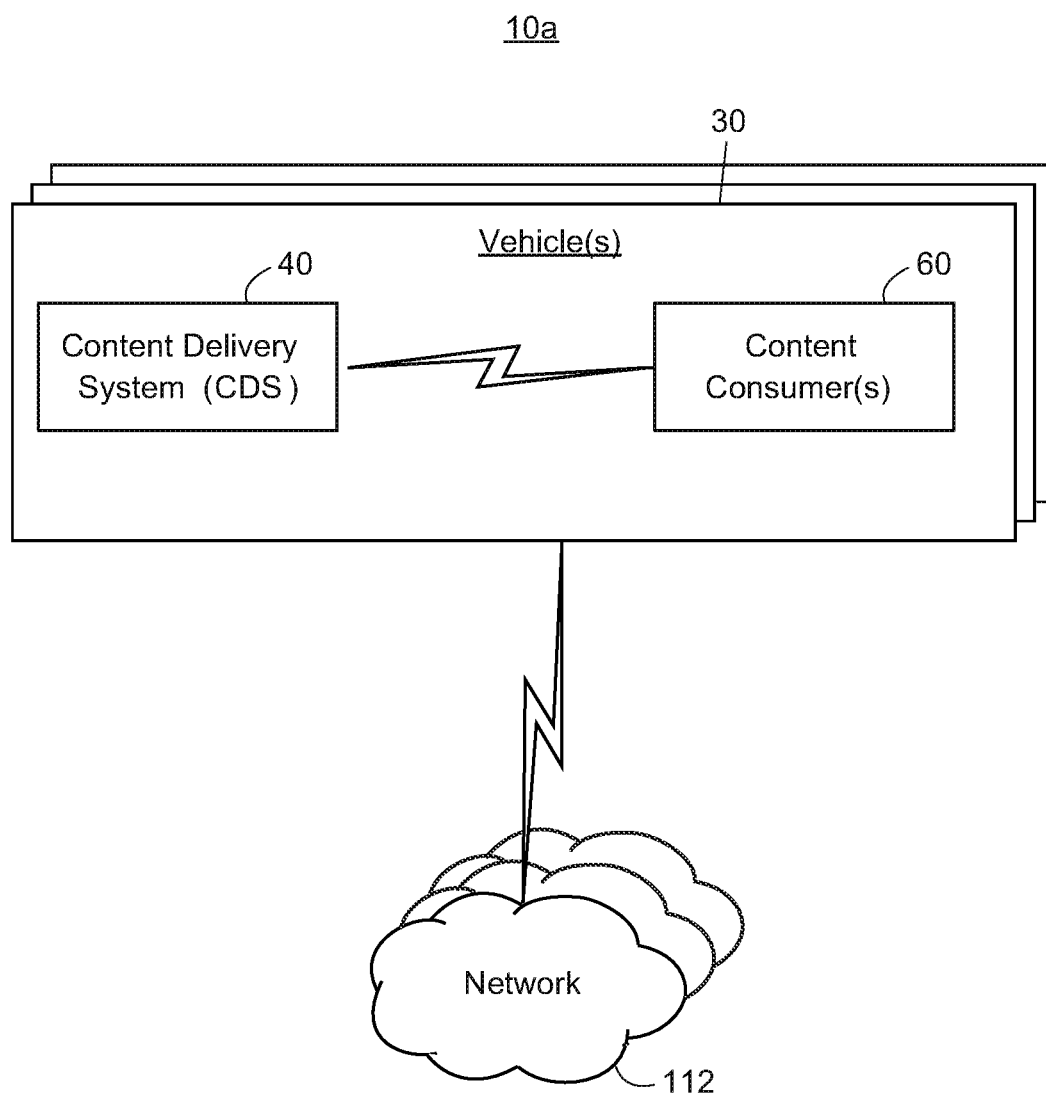 10a
30
Vehicle(s)
40
60
Content Delivery
System (CDS)
Content
Consumer(s)
Network
112